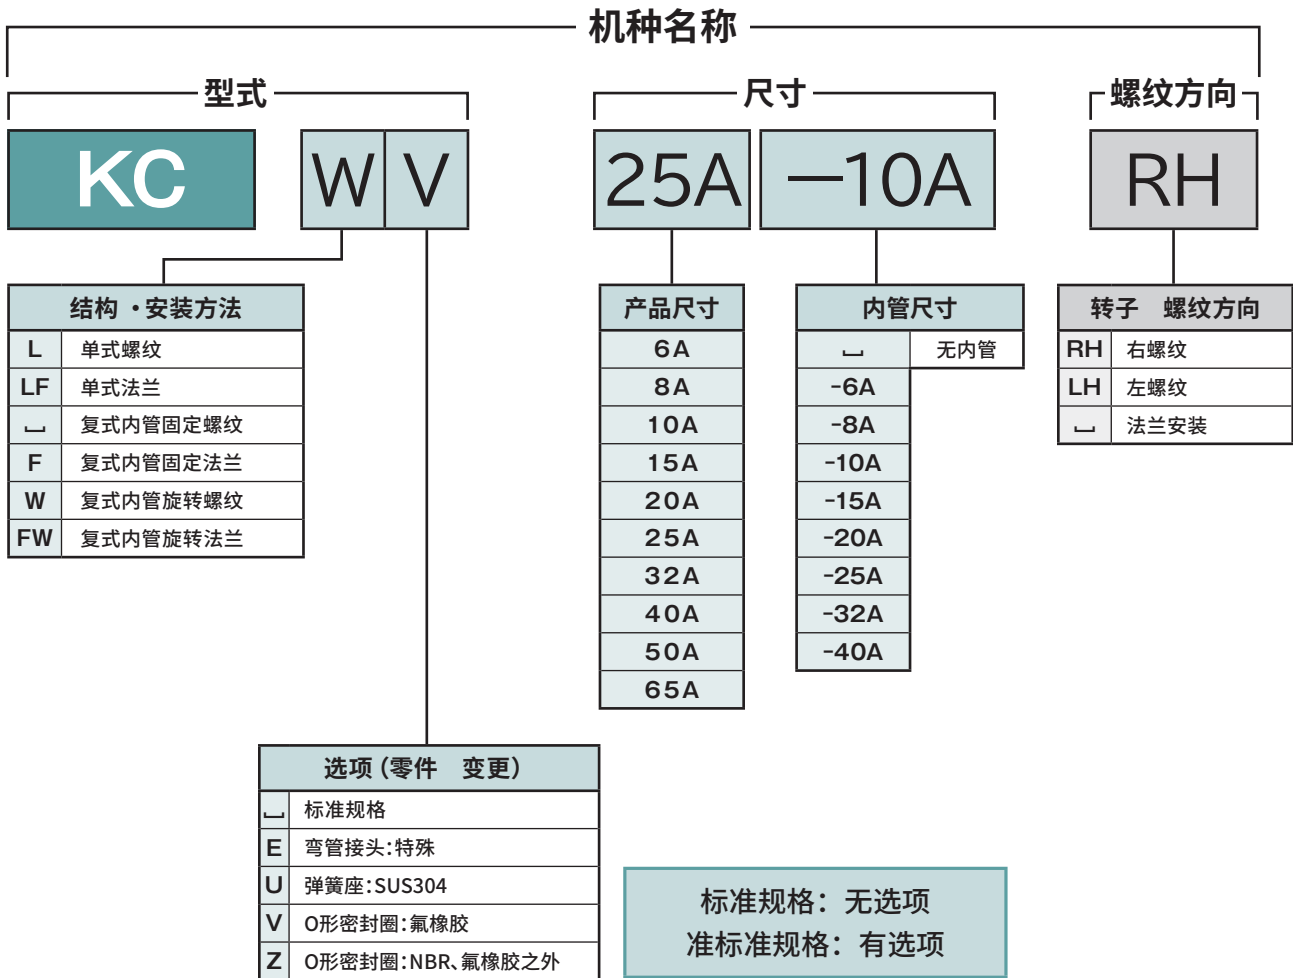 机种名称
型式
尺寸
螺纹方向
KC W V 25A -10A RH
结构・安装方法
L 单式螺纹
LF 单式法兰
⎵ 复式内管固定螺纹
F 复式内管固定法兰
W 复式内管旋转螺纹
FW 复式内管旋转法兰
产品尺寸
6A
8A
10A
15A
20A
25A
32A
40A
50A
65A
内管尺寸
⎵ 无内管
-6A
-8A
-10A
-15A
-20A
-25A
-32A
-40A
转子 螺纹方向
RH 右螺纹
LH 左螺纹
⎵ 法兰安装
选项（零件 变更）
⎵ 标准规格
E 弯管接头：特殊
U 弹簧座：SUS304
V O形密封圈：氟橡胶
Z O形密封圈：NBR、氟橡胶之外
标准规格：无选项
准标准规格：有选项